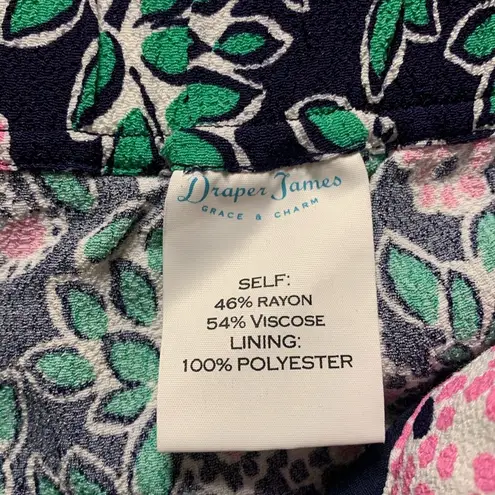 Draper James
GRACE & CHARM
SELF:
46% RAYON
54% VISCOSE
LINING:
100% POLYESTER